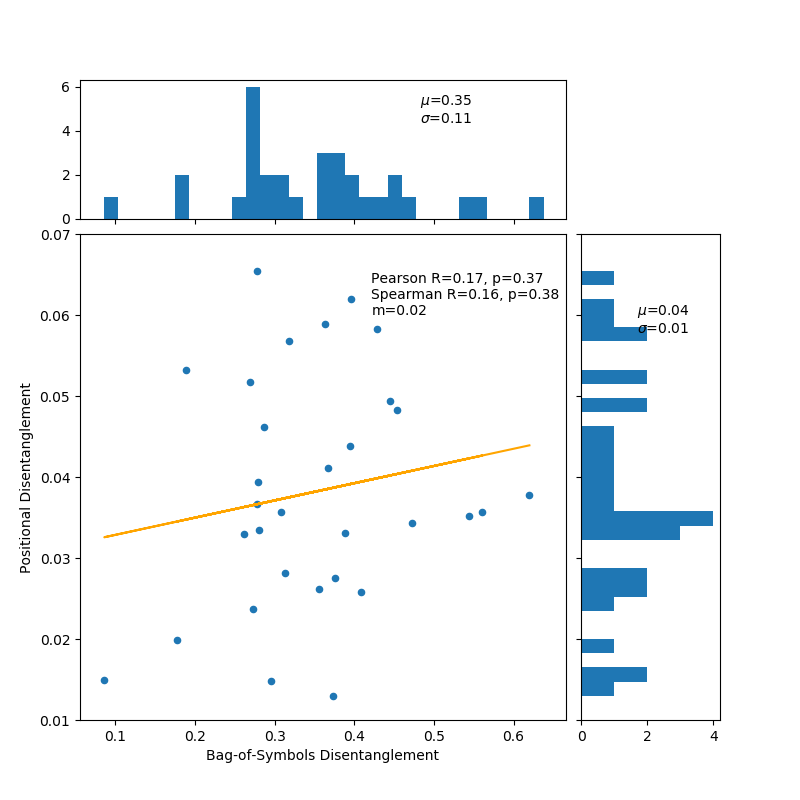 6
4
2
0
μ=0.35
σ=0.11
0.07
0.06
0.05
0.04
0.03
0.02
0.01
Positional Disentanglement
Pearson R=0.17, p=0.37
Spearman R=0.16, p=0.38
m=0.02
μ=0.04
σ=0.01
0.1 0.2 0.3 0.4 0.5 0.6
Bag-of-Symbols Disentanglement
0 2 4